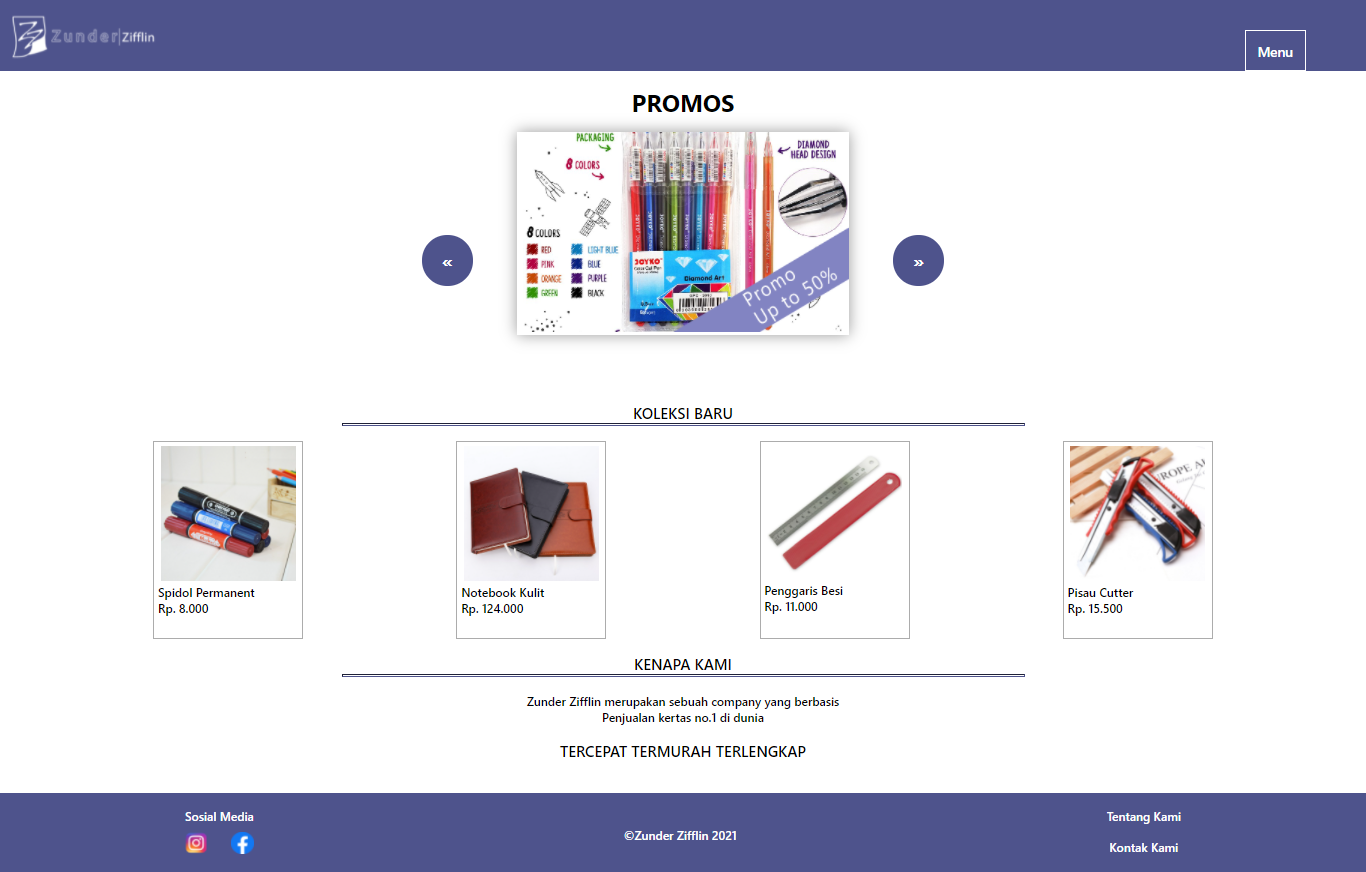 Zunder|Zifflin
Menu
PROMOS
PACKAGING
8 COLORS
DIAMOND
HEAD DESIGN
8 COLORS
RED
LIGHT BLUE
PINK
BLUE
ORANGE
PURPLE
GREEN
BLACK
JOYKO
Color Gel Pen
Diamond Art
Promo
Up to 50%
«
»
KOLEKSI BARU
Spidol Permanent
Rp. 8.000
Notebook Kulit
Rp. 124.000
Penggaris Besi
Rp. 11.000
Pisau Cutter
Rp. 15.500
KENAPA KAMI
Zunder Zifflin merupakan sebuah company yang berbasis
Penjualan kertas no.1 di dunia
TERCEPAT TERMURAH TERLENGKAP
Sosial Media
©Zunder Zifflin 2021
Tentang Kami
Kontak Kami